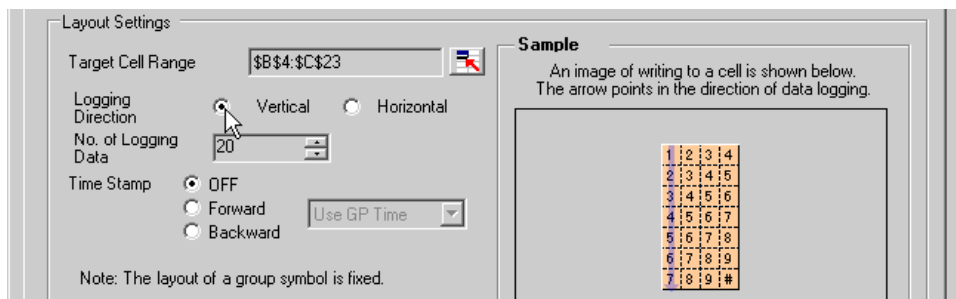 Layout Settings
Target Cell Range $B$4:$C$23
Logging Direction Vertical Horizontal
No. of Logging Data 20
Time Stamp OFF
Forward
Backward
Use GP Time
Note: The layout of a group symbol is fixed.
Sample
An image of writing to a cell is shown below.
The arrow points in the direction of data logging.
1 2 3 4
2 3 4 5
3 4 5 6
4 5 6 7
5 6 7 8
6 7 8 9
7 8 9 #